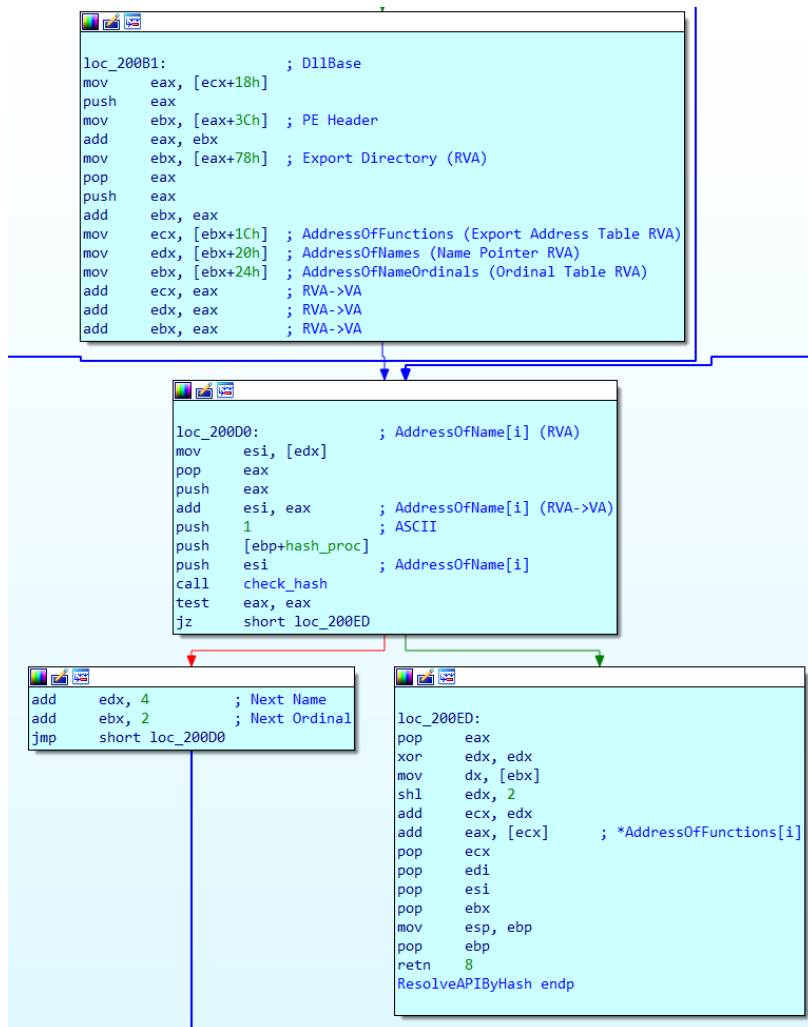 loc_200B1:                ; DllBase
mov     eax, [ecx+18h]
push    eax
mov     ebx, [eax+3Ch]  ; PE Header
add     eax, ebx
mov     ebx, [eax+78h]  ; Export Directory (RVA)
pop     eax
push    eax
add     ebx, eax
mov     ecx, [ebx+1Ch]  ; AddressOfFunctions (Export Address Table RVA)
mov     edx, [ebx+20h]  ; AddressOfNames (Name Pointer RVA)
mov     ebx, [ebx+24h]  ; AddressOfNameOrdinals (Ordinal Table RVA)
add     ecx, eax        ; RVA->VA
add     edx, eax        ; RVA->VA
add     ebx, eax        ; RVA->VA
loc_200D0:                ; AddressOfName[i] (RVA)
mov     esi, [edx]
pop     eax
push    eax
add     esi, eax        ; AddressOfName[i] (RVA->VA)
push    1               ; ASCII
push    [ebp+hash_proc]
push    esi             ; AddressOfName[i]
call    check_hash
test    eax, eax
jz      short loc_200ED
add     edx, 4          ; Next Name
add     ebx, 2          ; Next Ordinal
jmp     short loc_200D0
loc_200ED:
pop     eax
xor     edx, edx
mov     dx, [ebx]
shl     edx, 2
add     ecx, edx
add     eax, [ecx]      ; *AddressOfFunctions[i]
pop     ecx
pop     edi
pop     esi
pop     ebx
mov     esp, ebp
pop     ebp
retn    8
ResolveAPIByHash endp